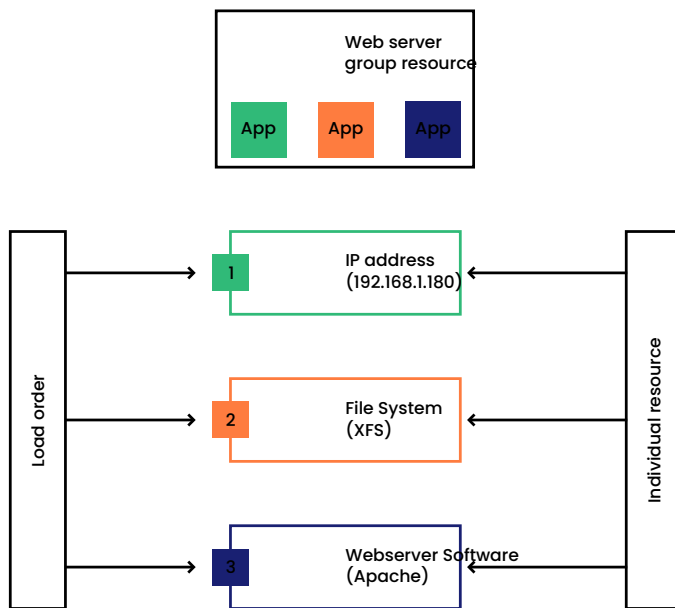 Web server
group resource
App
App
App
Load order
1
IP address
(192.168.1.180)
2
File System
(XFS)
3
Webserver Software
(Apache)
Individual resource